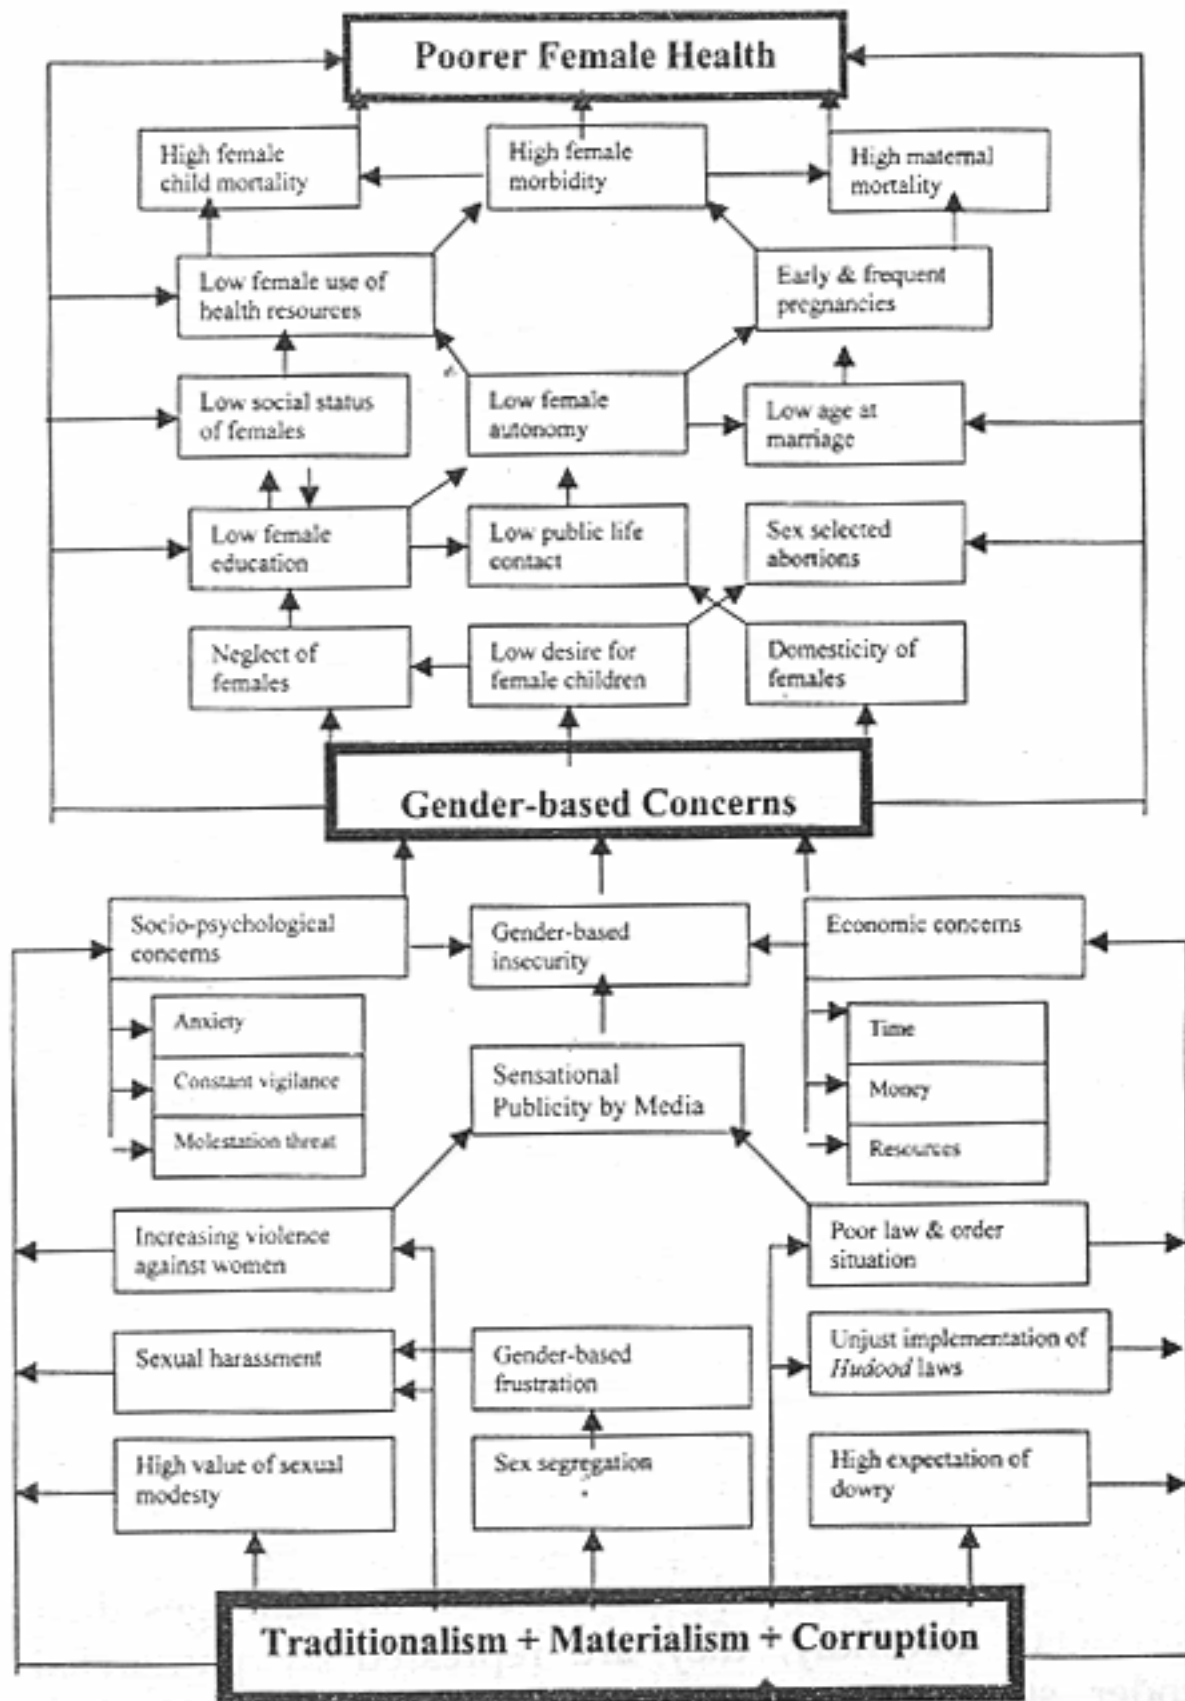 Poorer Female Health
High female
child mortality
High female
morbidity
High maternal
mortality
Low female use of
health resources
Early & frequent
pregnancies
Low social status
of females
Low female
autonomy
Low age at
marriage
Low female
education
Low public life
contact
Sex selected
abortions
Neglect of
females
Low desire for
female children
Domesticity of
females
Gender-based Concerns
Socio-psychological
concerns
Gender-based
insecurity
Economic concerns
Anxiety
Constant vigilance
Molestation threat
Sensational
Publicity by Media
Time
Money
Resources
Increasing violence
against women
Poor law & order
situation
Sexual harassment
Gender-based
frustration
Unjust implementation of
Hudood laws
High value of sexual
modesty
Sex segregation
High expectation of
dowry
Traditionalism + Materialism + Corruption